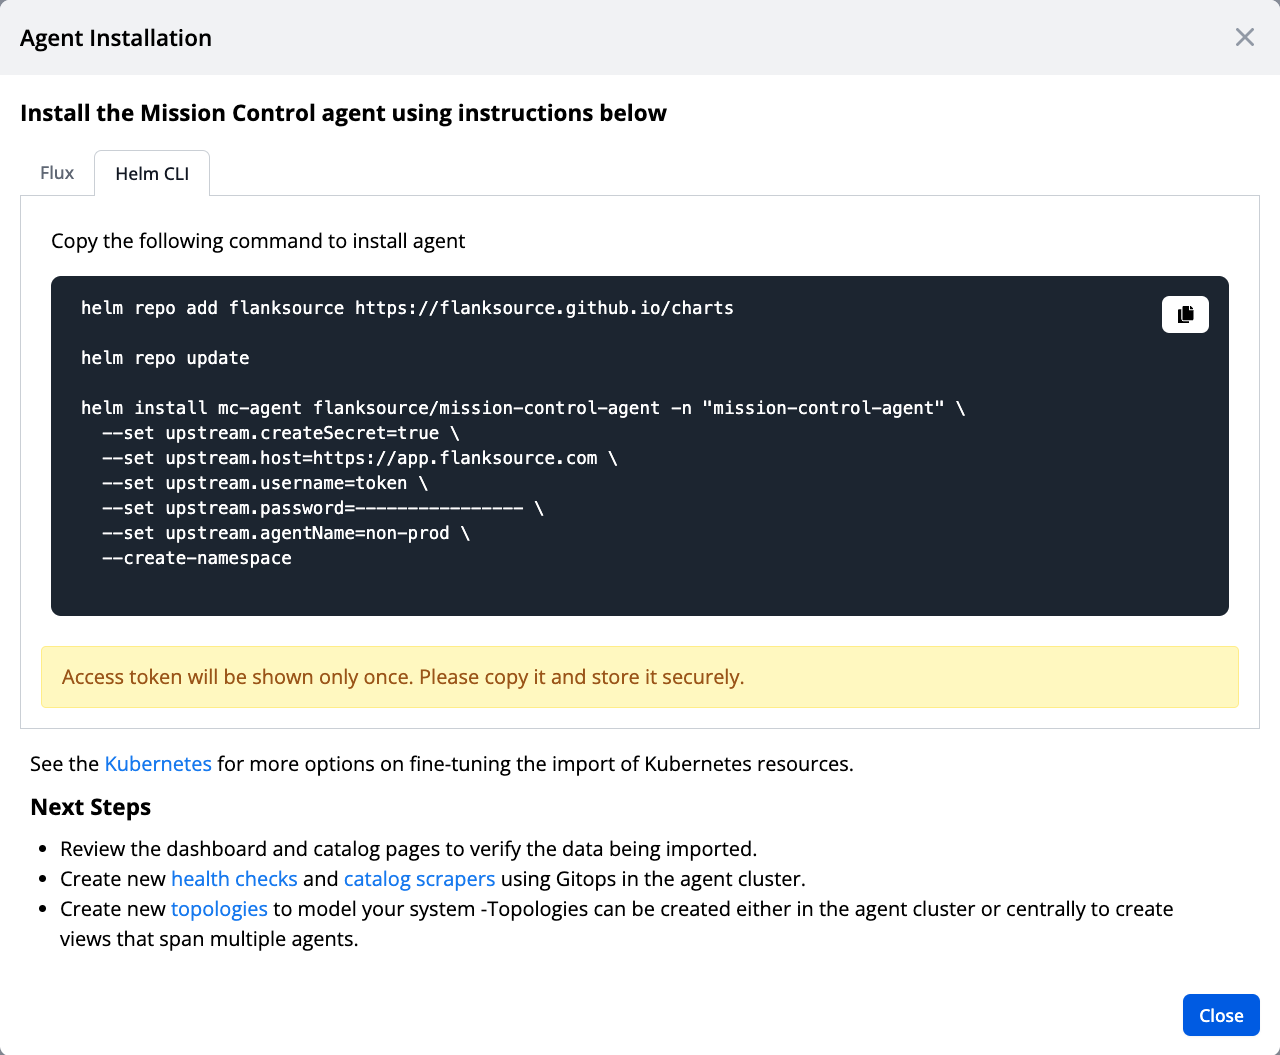 Agent Installation
Install the Mission Control agent using instructions below
Flux
Helm CLI
Copy the following command to install agent
helm repo add flanksource https://flanksource.github.io/charts
helm repo update
helm install mc-agent flanksource/mission-control-agent -n "mission-control-agent" \
--set upstream.createSecret=true \
--set upstream.host=https://app.flanksource.com \
--set upstream.username=token \
--set upstream.password=---------------- \
--set upstream.agentName=non-prod \
--create-namespace
Access token will be shown only once. Please copy it and store it securely.
See the Kubernetes for more options on fine-tuning the import of Kubernetes resources.
Next Steps
• Review the dashboard and catalog pages to verify the data being imported.
• Create new health checks and catalog scrapers using Gitops in the agent cluster.
• Create new topologies to model your system -Topologies can be created either in the agent cluster or centrally to create
views that span multiple agents.
Close